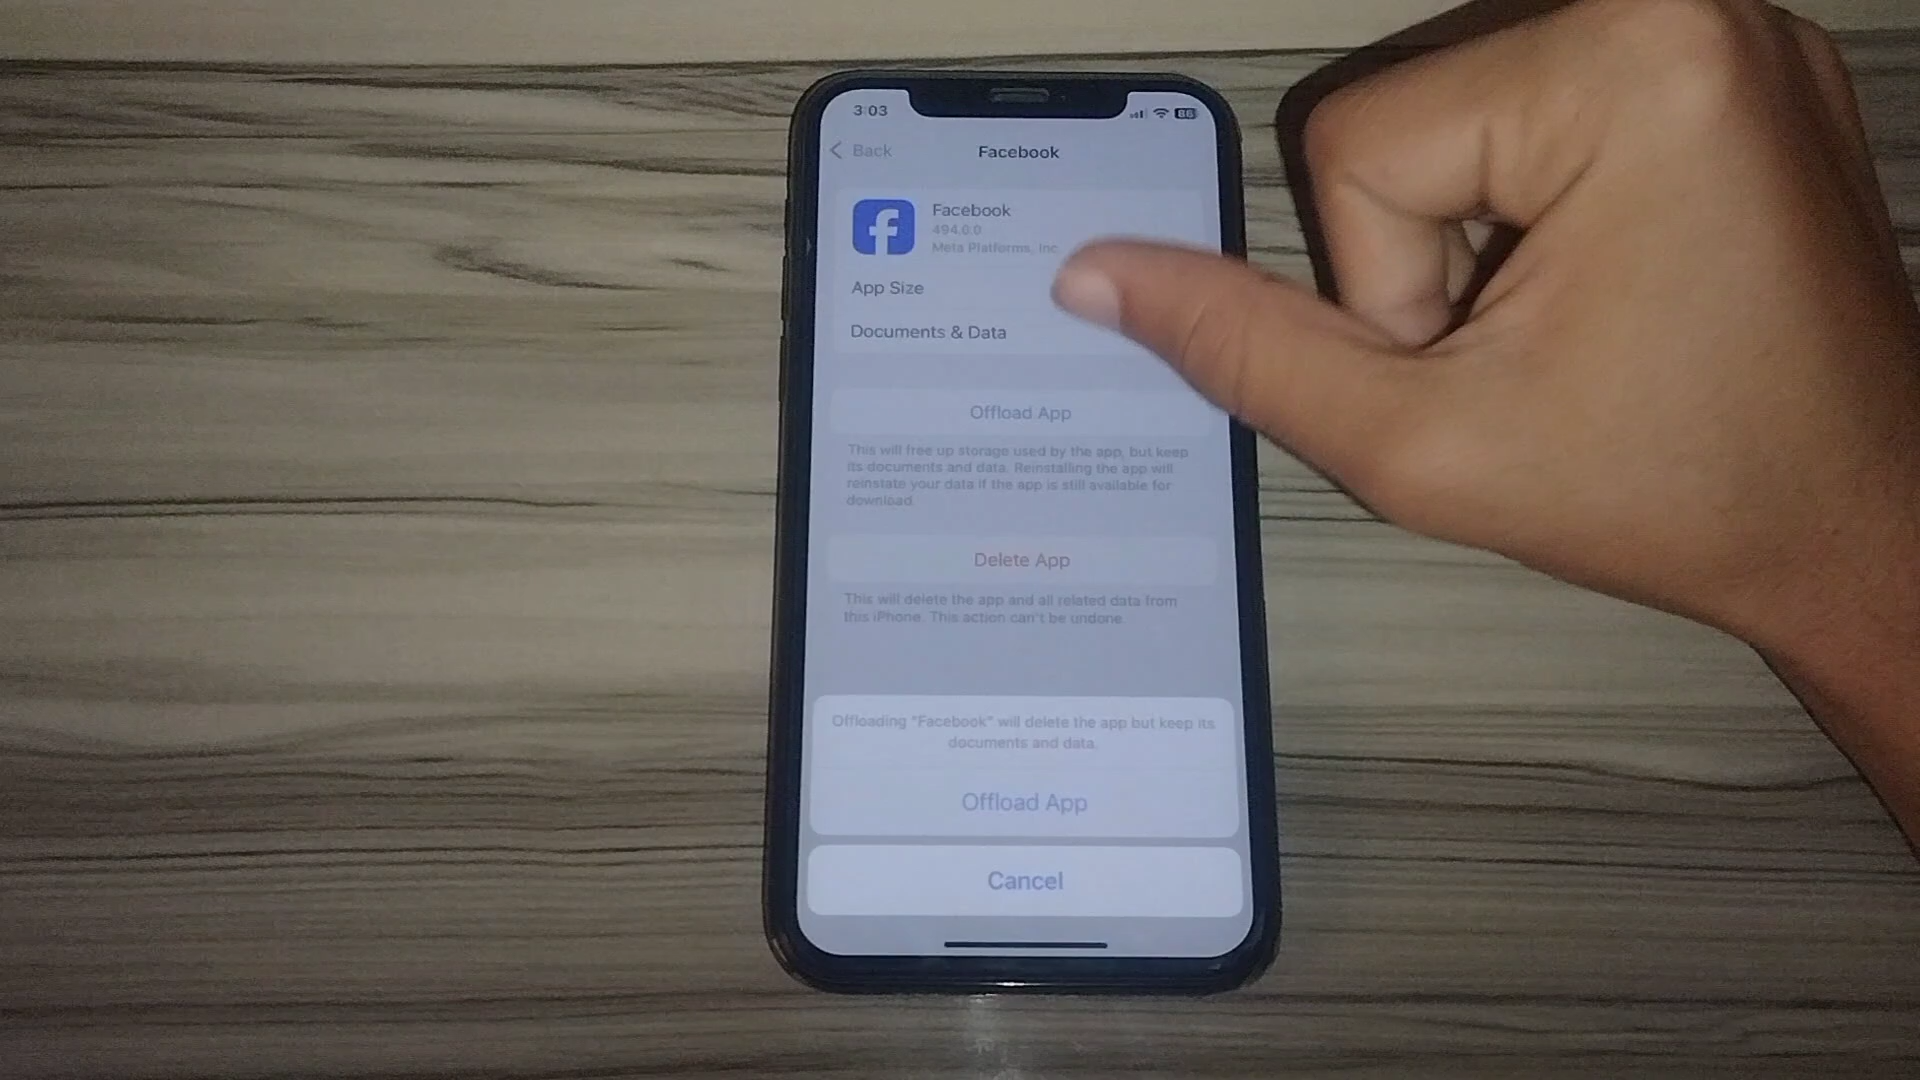 3:03
86
Back
Facebook
Facebook
494.0.0
Meta Platforms, Inc
App Size
Documents & Data
Offload App
This will free up storage used by the app, but keep
its documents and data. Reinstalling the app will
reinstate your data if the app is still available for
download.
Delete App
This will delete the app and all related data from
this iPhone. This action can't be undone.
Offloading "Facebook" will delete the app but keep its
documents and data.
Offload App
Cancel